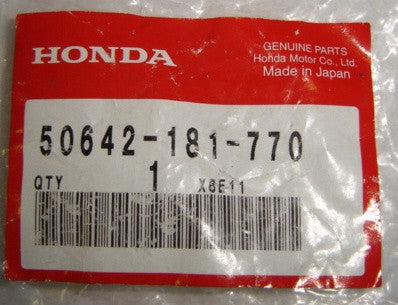 HONDA
GENUINE PARTS
Honda Motor Co., Ltd.
Made in Japan
50642-181-770
QTY 1 X6E11